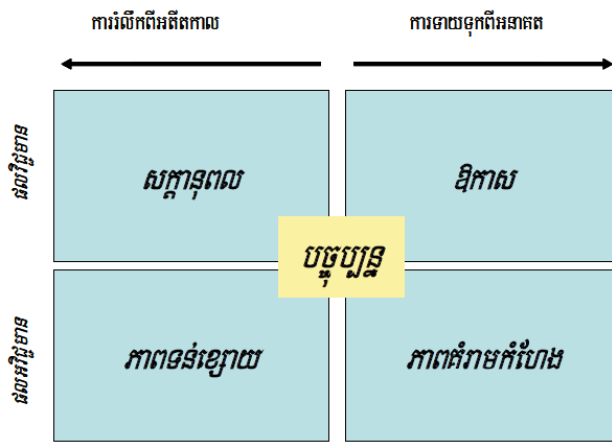 ការរំលឹកពីអតីតកាល
ការទាយទុកពីអនាគត
ផលវិជ្ជមាន
សក្តានុពល
ឱកាស
បច្ចុប្បន្ន
ផលអវិជ្ជមាន
ភាពទន់ខ្សោយ
ភាពគំរាមកំហែង